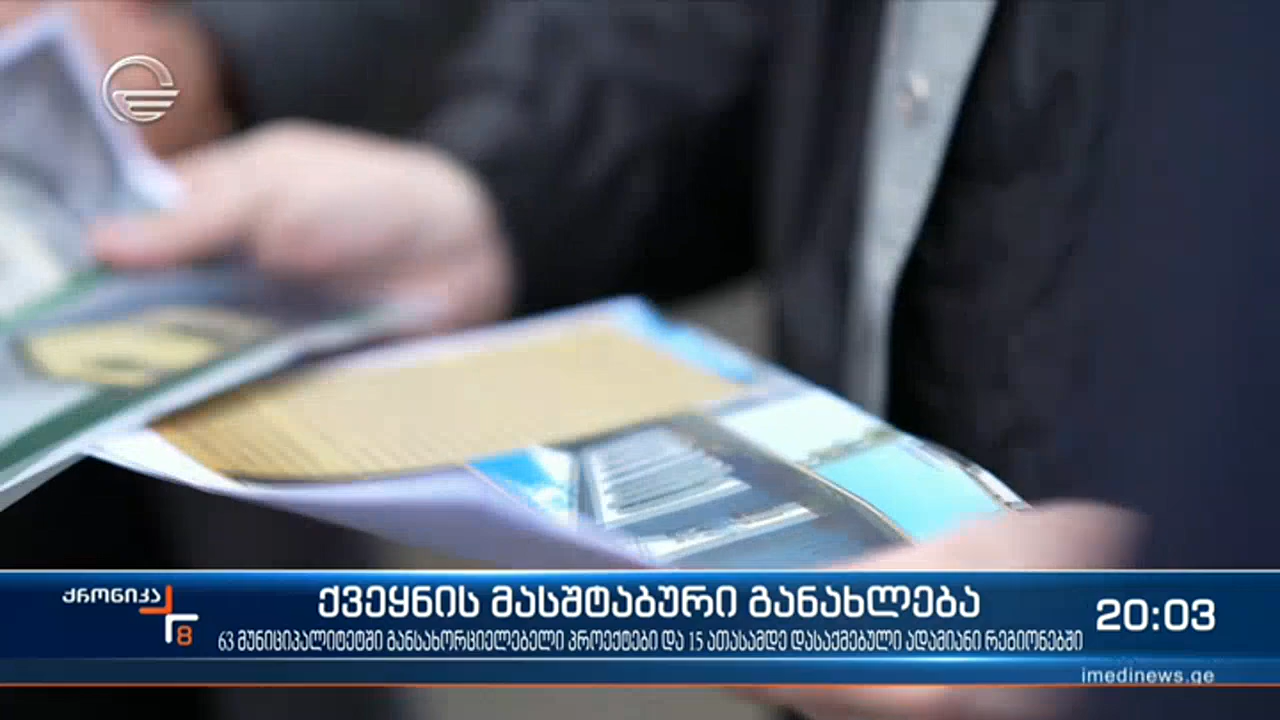 ქრონიკა
8
ქვეყნის მასშტაბური განახლება
63 მუნიციპალიტეტში განსახორციელებელი პროექტები და 15 ათასამდე დასაქმებული ადამიანი რეგიონებში
20:03
imedinews.ge